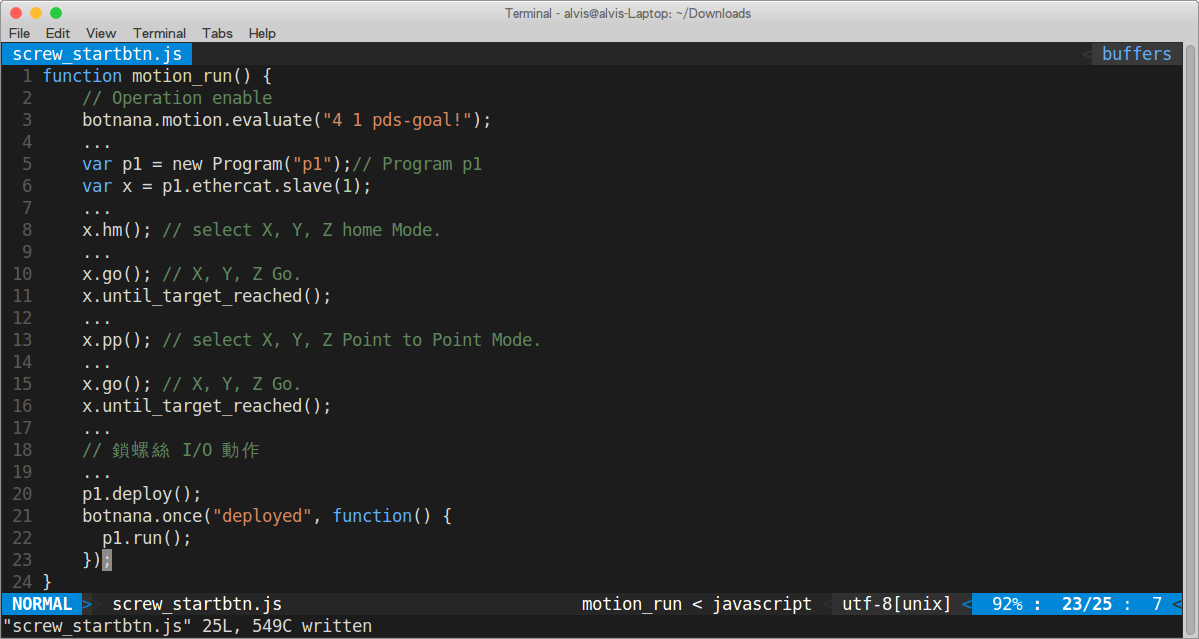 Terminal - alvis@alvis-Laptop: ~/Downloads
File Edit View Terminal Tabs Help
screw_startbtn.js < buffers
1 function motion_run() {
2     // Operation enable
3     botnana.motion.evaluate("4 1 pds-goal!");
4     ...
5     var p1 = new Program("p1");// Program p1
6     var x = p1.ethercat.slave(1);
7     ...
8     x.hm(); // select X, Y, Z home Mode.
9     ...
10     x.go(); // X, Y, Z Go.
11     x.until_target_reached();
12     ...
13     x.pp(); // select X, Y, Z Point to Point Mode.
14     ...
15     x.go(); // X, Y, Z Go.
16     x.until_target_reached();
17     ...
18     // 鎖螺絲 I/O 動作
19     ...
20     p1.deploy();
21     botnana.once("deployed", function() {
22       p1.run();
23     });
24 }
NORMAL > > screw_startbtn.js motion_run < javascript < utf-8[unix] < 92% : 23/25 : 7 <
"screw_startbtn.js" 25L, 549C written